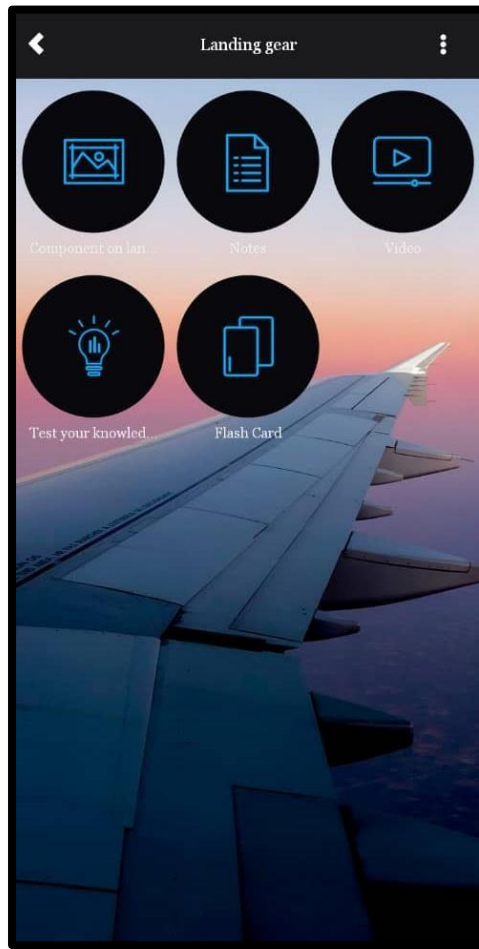 Landing gear
Component on lan...
Notes
Video
Test your knowled...
Flash Card